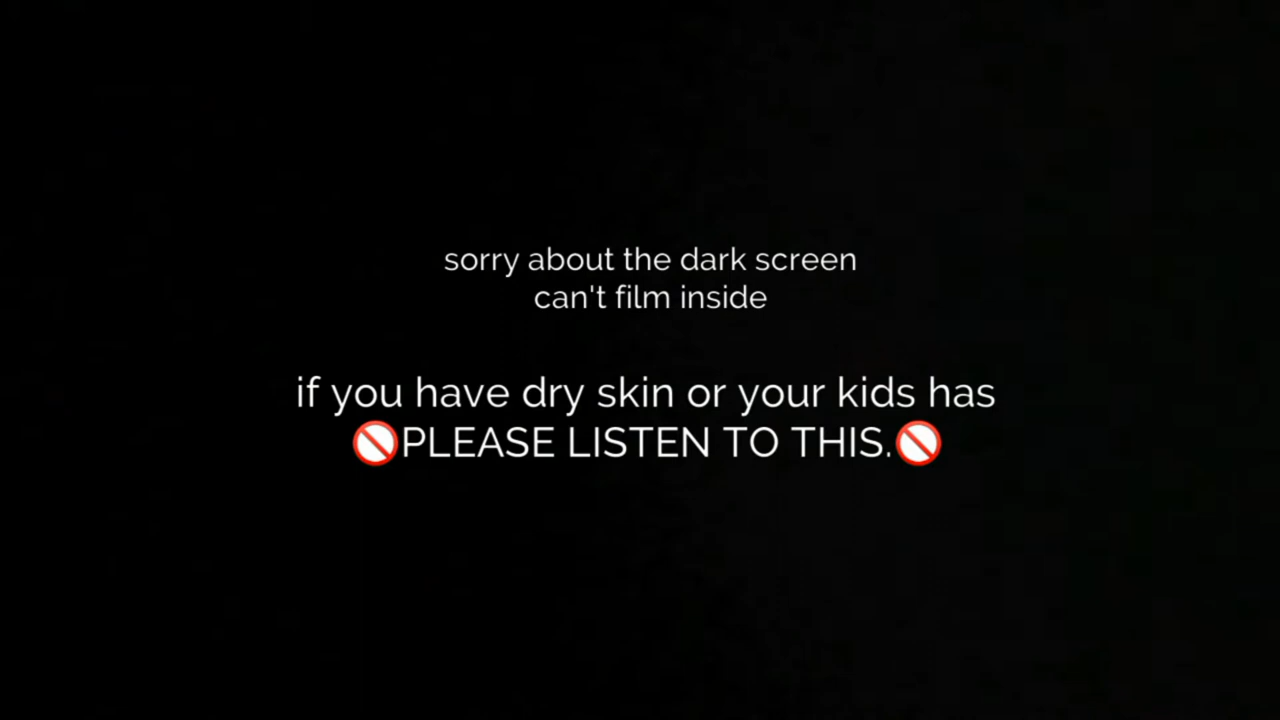 sorry about the dark screen
can't film inside
if you have dry skin or your kids has
🚫PLEASE LISTEN TO THIS.🚫